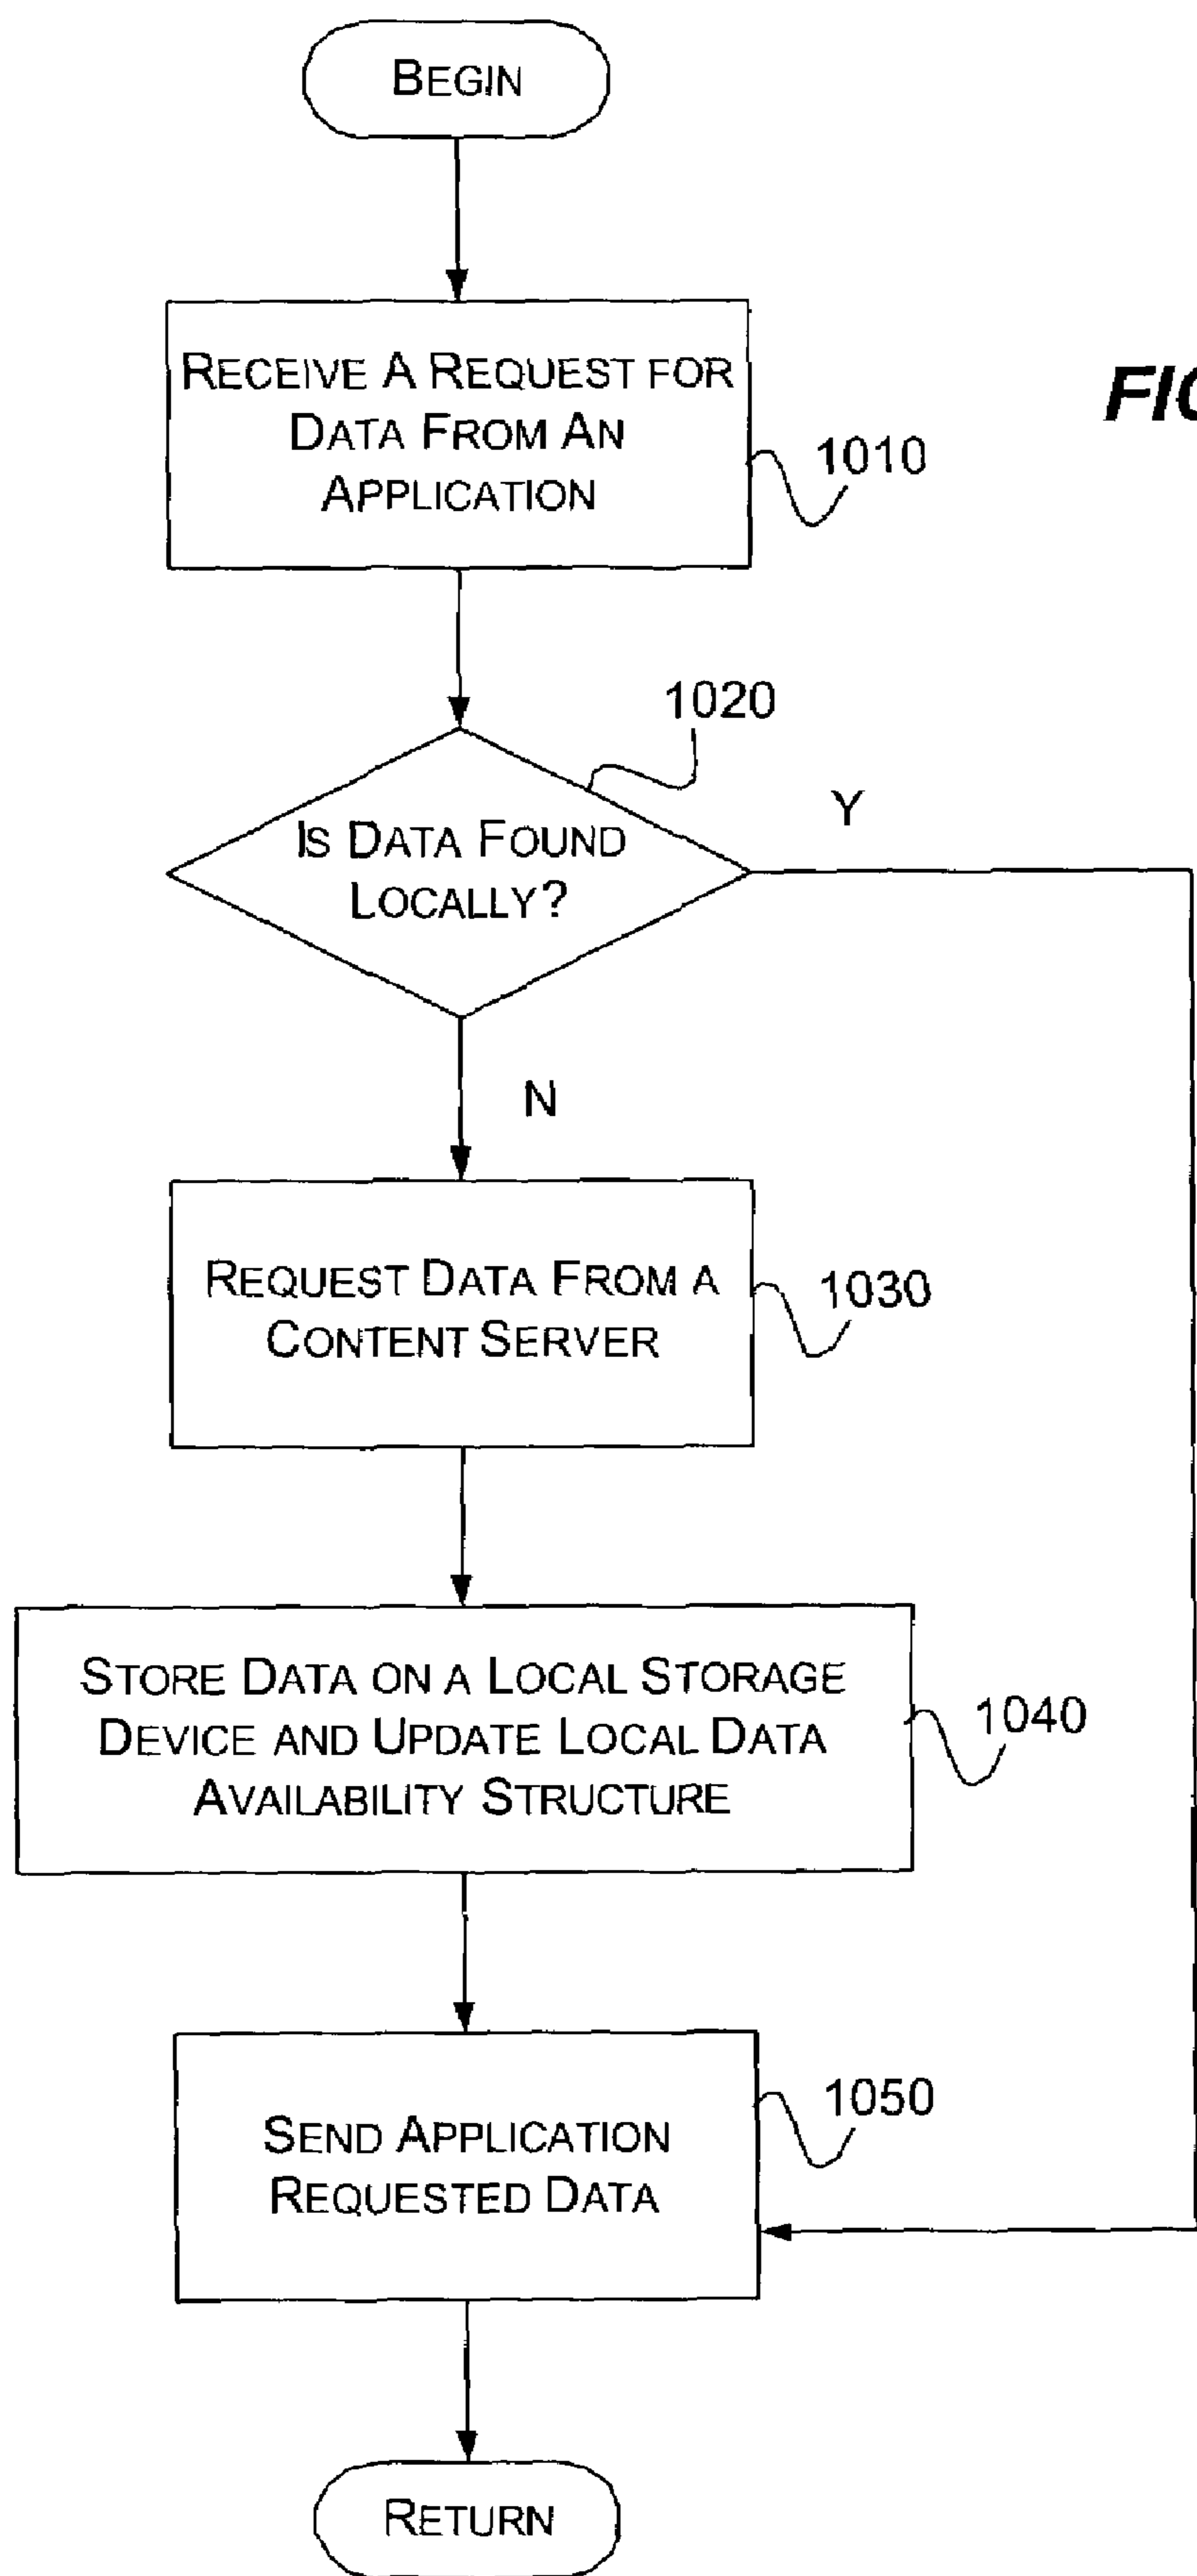 BEGIN
RECEIVE A REQUEST FOR
DATA FROM AN
APPLICATION
1010
1020
IS DATA FOUND
LOCALLY?
Y
N
REQUEST DATA FROM A
CONTENT SERVER
1030
STORE DATA ON A LOCAL STORAGE
DEVICE AND UPDATE LOCAL DATA
AVAILABILITY STRUCTURE
1040
SEND APPLICATION
REQUESTED DATA
1050
RETURN